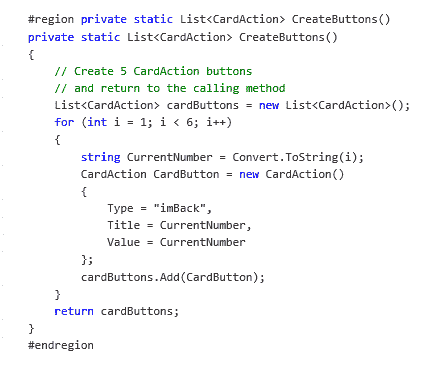 #region private static List<CardAction> CreateButtons()
private static List<CardAction> CreateButtons()
{
    // Create 5 CardAction buttons
    // and return to the calling method
    List<CardAction> cardButtons = new List<CardAction>();
    for (int i = 1; i < 6; i++)
    {
        string CurrentNumber = Convert.ToString(i);
        CardAction CardButton = new CardAction()
        {
            Type = "imBack",
            Title = CurrentNumber,
            Value = CurrentNumber
        };
        cardButtons.Add(CardButton);
    }
    return cardButtons;
}
#endregion